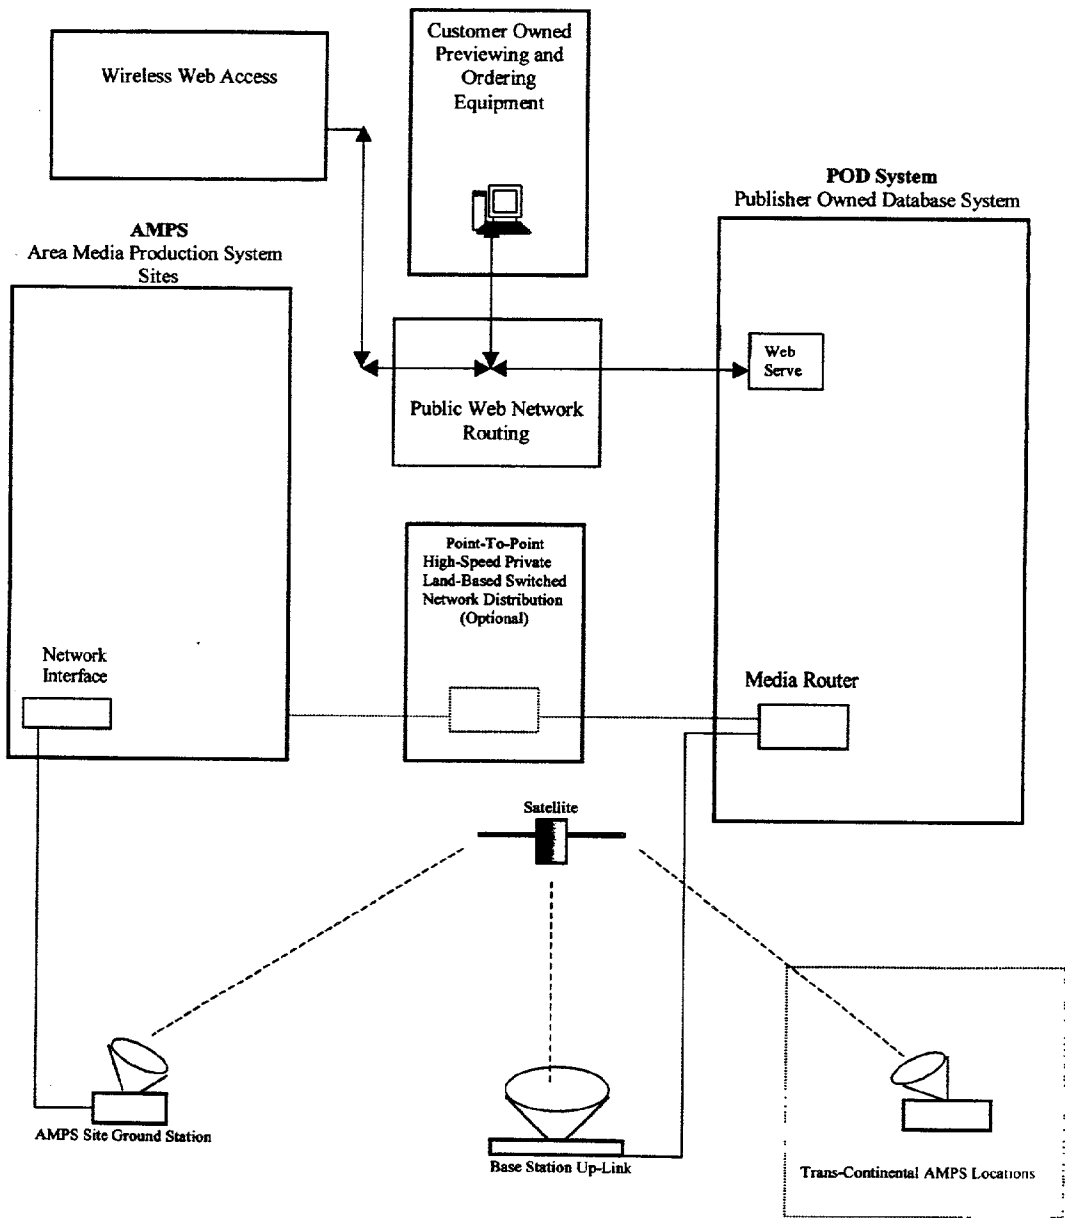 Wireless Web Access
Customer Owned
Previewing and
Ordering
Equipment
POD System
Publisher Owned Database System
AMPS
Area Media Production System
Sites
Web
Serve
Public Web Network
Routing
Point-To-Point
High-Speed Private
Land-Based Switched
Network Distribution
(Optional)
Network
Interface
Media Router
Satellite
AMPS Site Ground Station
Base Station Up-Link
Trans-Continental AMPS Locations